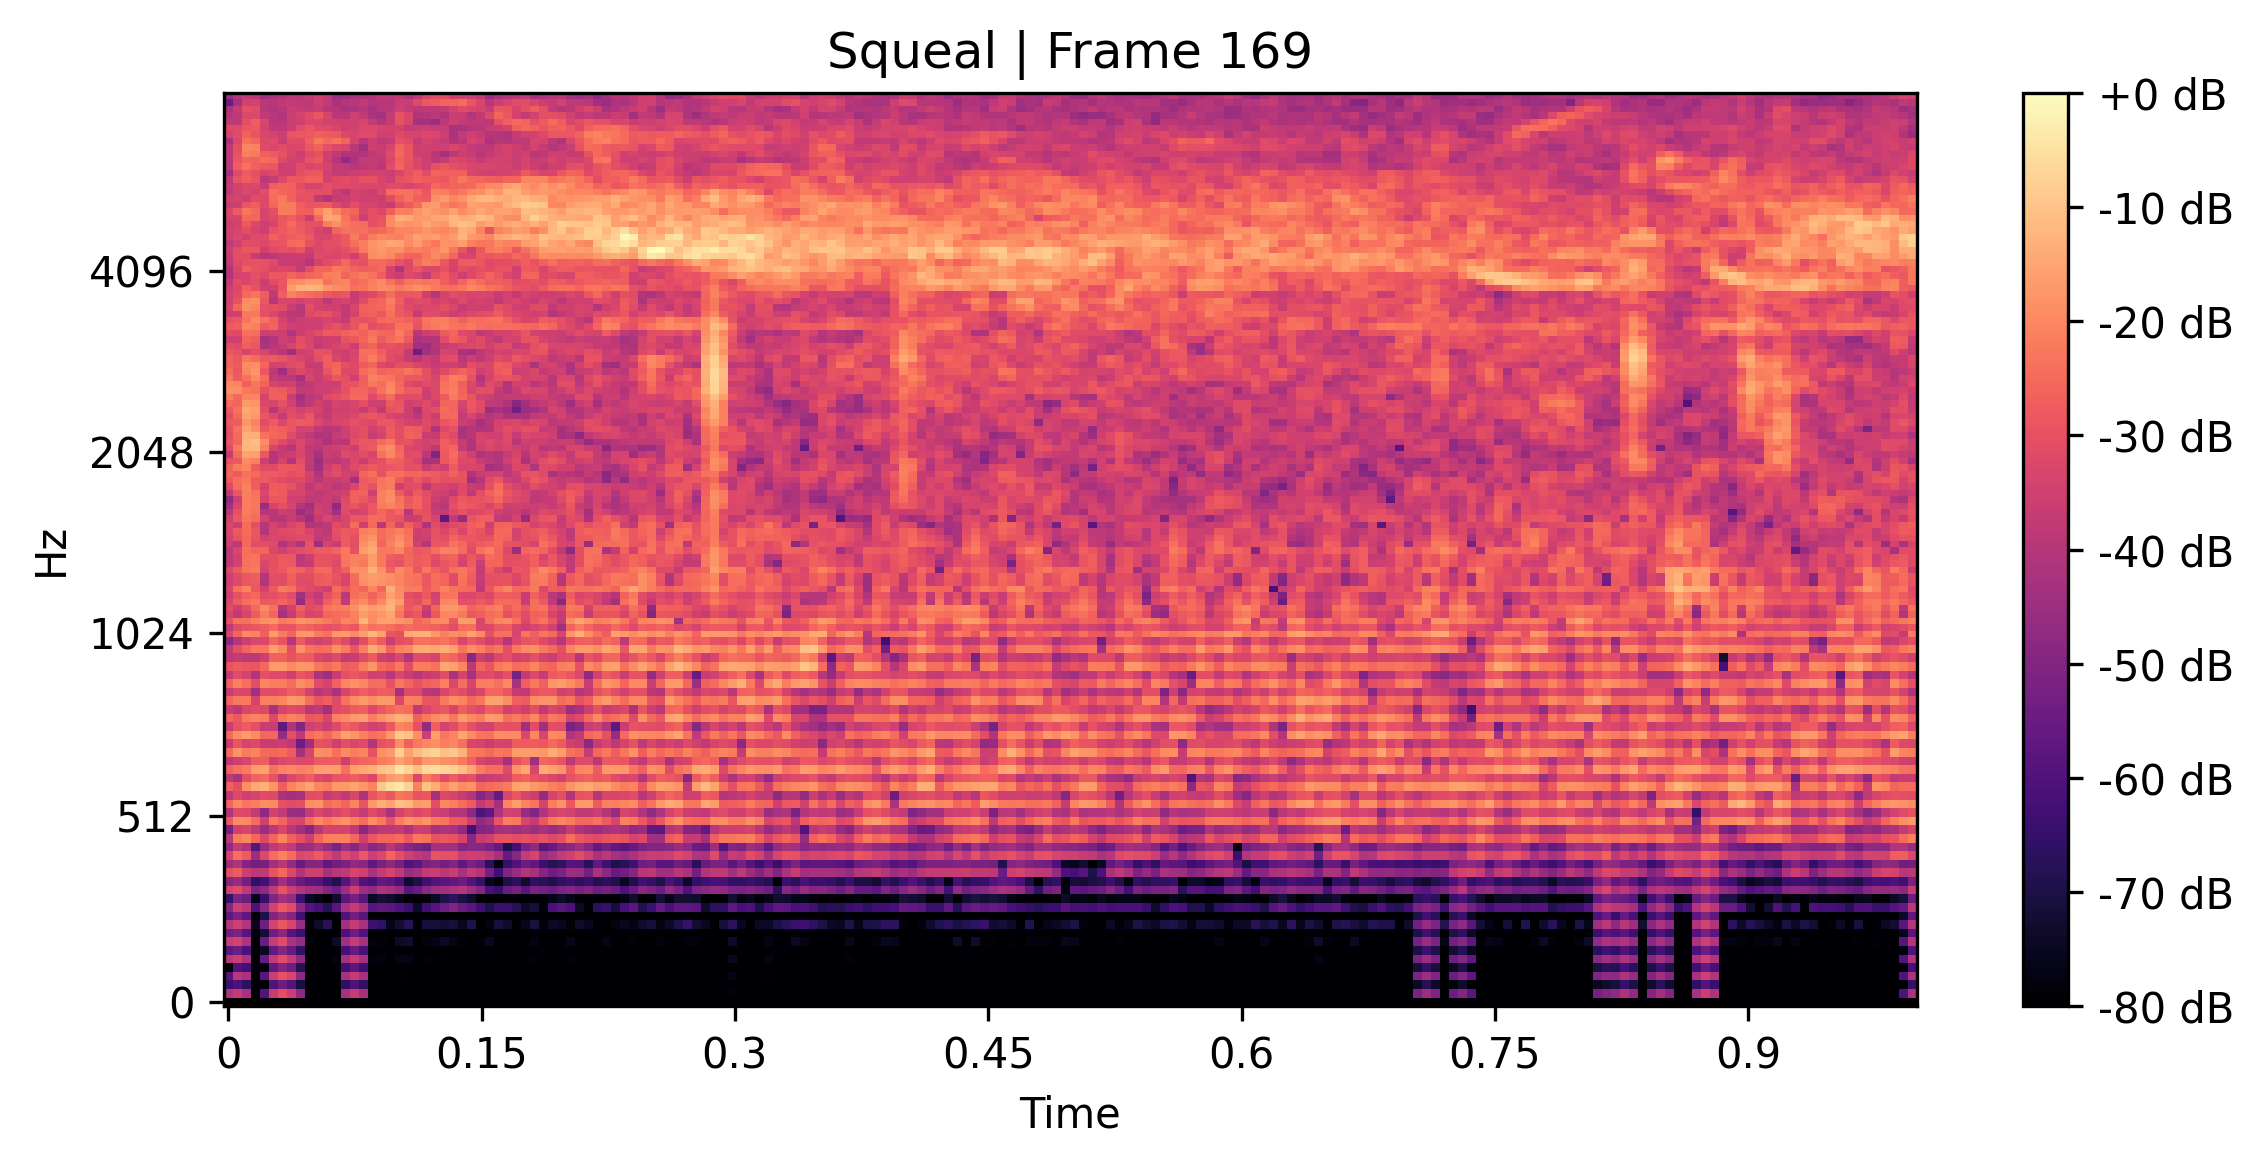 Squeal | Frame 169
+0 dB
-10 dB
-20 dB
-30 dB
-40 dB
-50 dB
-60 dB
-70 dB
-80 dB
4096
2048
1024
512
0
Hz
0 0.15 0.3 0.45 0.6 0.75 0.9
Time